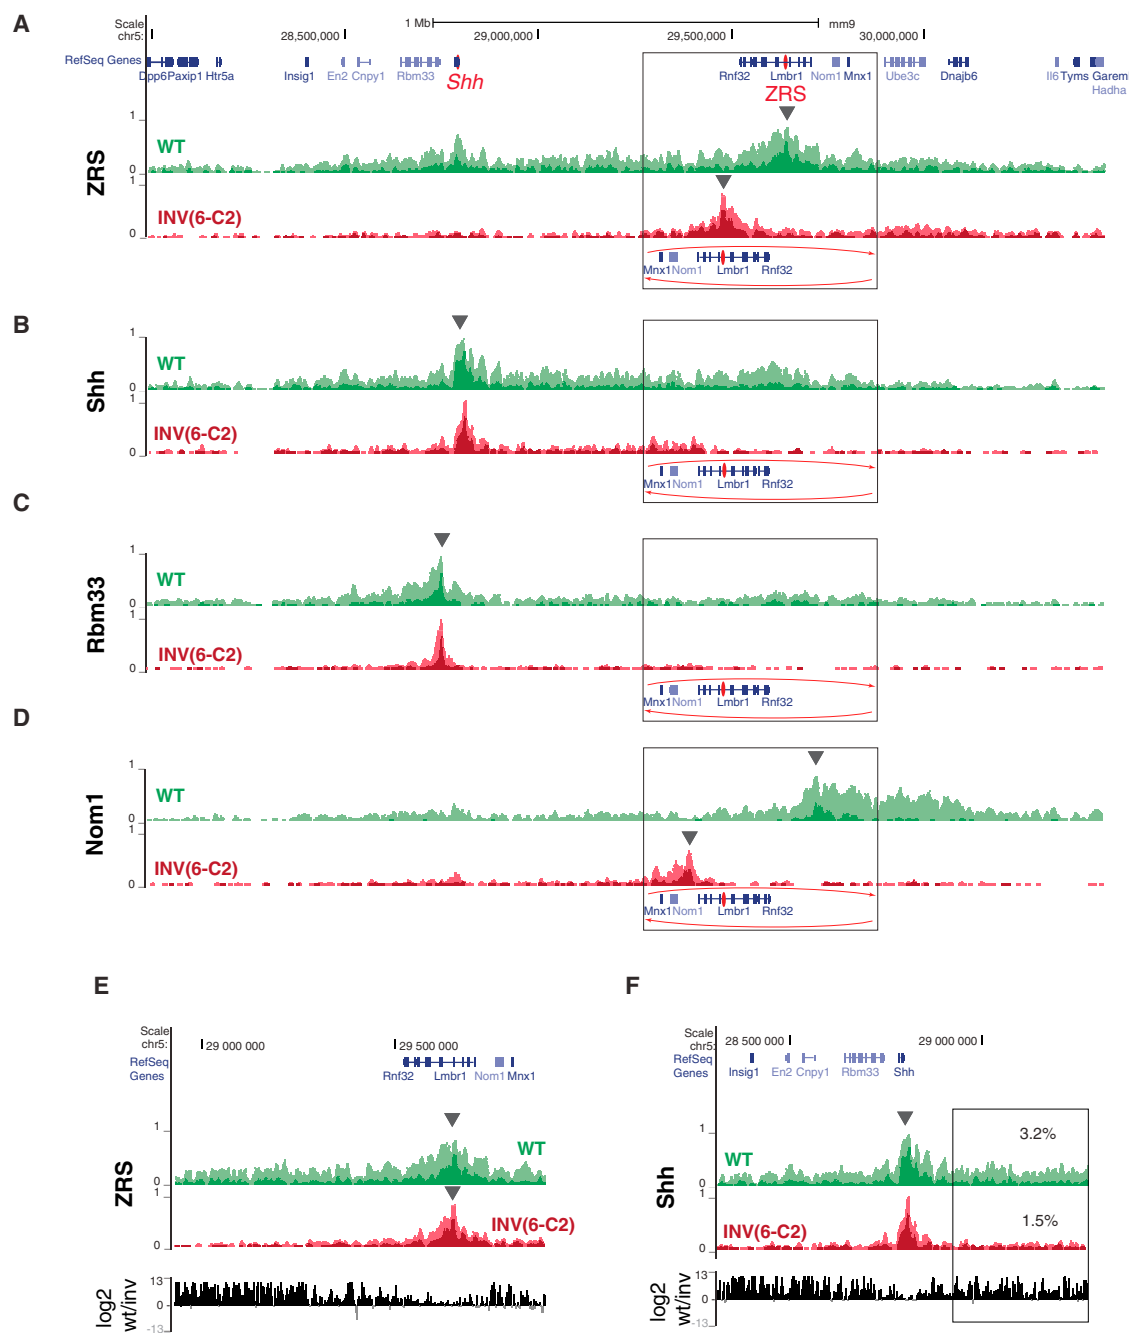 A
Scale
1 Mb
mm9
chr5:
28,500,000
29,000,000
29,500,000
30,000,000
RefSeq Genes
Dpp6 Paxip1 Htr5a
Insig1 En2 Cnpy1 Rbm33
Rnf32 Lmbr1 Nom1 Mnx1 Ube3c Dnajb6
Il6 Tyms Garem
Hadha
Shh
ZRS
ZRS
1
WT
0
1
INV(6-C2)
0
Mnx1 Nom1 Lmbr1 Rnf32
B
Shh
1
WT
0
1
INV(6-C2)
0
Mnx1 Nom1 Lmbr1 Rnf32
C
Rbm33
1
WT
0
1
INV(6-C2)
0
Mnx1 Nom1 Lmbr1 Rnf32
D
Nom1
1
WT
0
1
INV(6-C2)
0
Mnx1 Nom1 Lmbr1 Rnf32
E
Scale
chr5:
29 000 000
29 500 000
RefSeq
Genes
Rnf32 Lmbr1 Nom1 Mnx1
ZRS
1
WT
0
1
INV(6-C2)
0
log2
wt/inv
13
0
-13
F
Scale
chr5:
28 500 000
29 000 000
RefSeq
Genes
Insig1 En2 Cnpy1 Rbm33 Shh
Shh
1
3.2%
WT
0
1
1.5%
INV(6-C2)
0
log2
wt/inv
13
0
-13